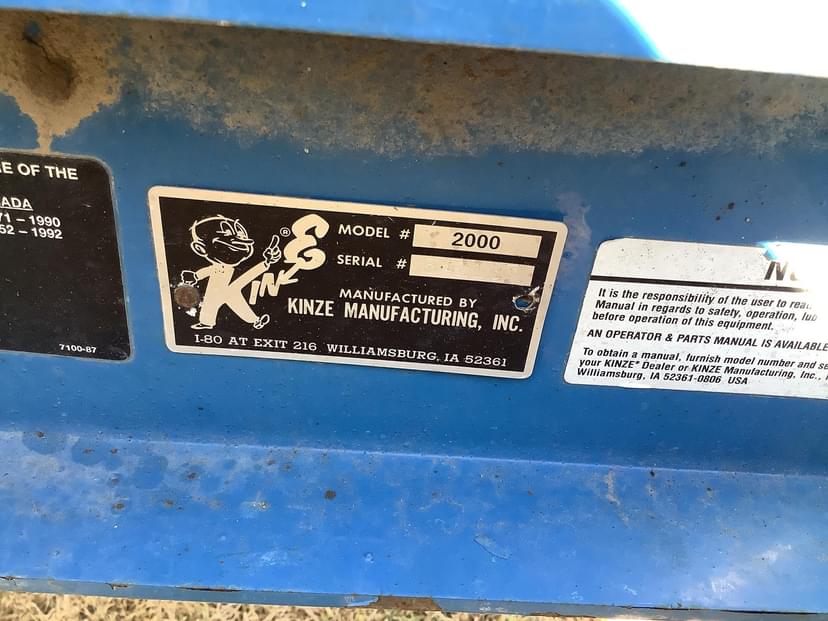 E OF THE
ADA
71 – 1990
52 – 1992
7100-87
KINZE ®
MODEL # 2000
SERIAL #
MANUFACTURED BY
KINZE MANUFACTURING, INC.
I-80 AT EXIT 216 WILLIAMSBURG, IA 52361
It is the responsibility of the user to read
Manual in regards to safety, operation, lub
before operation of this equipment.
AN OPERATOR & PARTS MANUAL IS AVAILABLE
To obtain a manual, furnish model number and se
your KINZE® Dealer or KINZE Manufacturing, Inc.,
Williamsburg, IA 52361-0806 USA